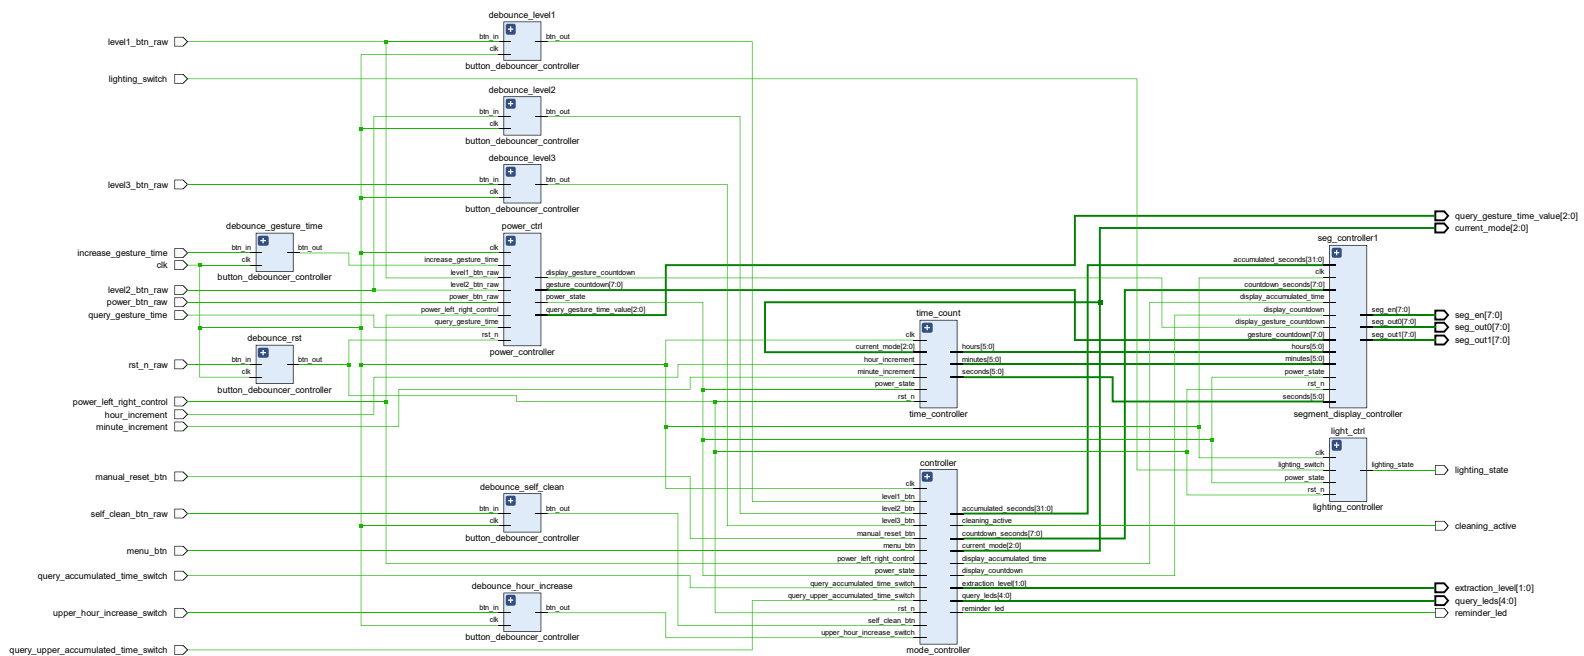 level1_btn_raw
lighting_switch
level3_btn_raw
increase_gesture_time
clk
level2_btn_raw
power_btn_raw
query_gesture_time
rst_n_raw
power_left_right_control
hour_increment
minute_increment
manual_reset_btn
self_clean_btn_raw
menu_btn
query_accumulated_time_switch
upper_hour_increase_switch
query_upper_accumulated_time_switch
debounce_gesture_time
btn_in
clk
btn_out
button_debouncer_controller
debounce_rst
btn_in
clk
btn_out
button_debouncer_controller
debounce_level1
btn_in
clk
btn_out
button_debouncer_controller
debounce_level2
btn_in
clk
btn_out
button_debouncer_controller
debounce_level3
btn_in
clk
btn_out
button_debouncer_controller
power_ctrl
clk
increase_gesture_time
level1_btn_raw
level2_btn_raw
power_btn_raw
power_left_right_control
query_gesture_time
rst_n
display_gesture_countdown
gesture_countdown[7:0]
power_state
query_gesture_time_value[2:0]
power_controller
debounce_self_clean
btn_in
clk
btn_out
button_debouncer_controller
debounce_hour_increase
btn_in
clk
btn_out
button_debouncer_controller
time_count
clk
current_mode[2:0]
hour_increment
minute_increment
power_state
rst_n
hours[5:0]
minutes[5:0]
seconds[5:0]
time_controller
controller
clk
level1_btn
level2_btn
level3_btn
manual_reset_btn
menu_btn
power_left_right_control
power_state
query_accumulated_time_switch
query_upper_accumulated_time_switch
rst_n
self_clean_btn
upper_hour_increase_switch
accumulated_seconds[31:0]
cleaning_active
countdown_seconds[7:0]
current_mode[2:0]
display_accumulated_time
display_countdown
extraction_level[1:0]
query_leds[4:0]
reminder_led
mode_controller
seg_controller1
accumulated_seconds[31:0]
clk
countdown_seconds[7:0]
display_accumulated_time
display_countdown
display_gesture_countdown
gesture_countdown[7:0]
hours[5:0]
minutes[5:0]
power_state
rst_n
seconds[5:0]
seg_en[7:0]
seg_out0[7:0]
seg_out1[7:0]
segment_display_controller
light_ctrl
clk
lighting_switch
power_state
rst_n
lighting_state
lighting_controller
query_gesture_time_value[2:0]
current_mode[2:0]
seg_en[7:0]
seg_out0[7:0]
seg_out1[7:0]
lighting_state
cleaning_active
extraction_level[1:0]
query_leds[4:0]
reminder_led